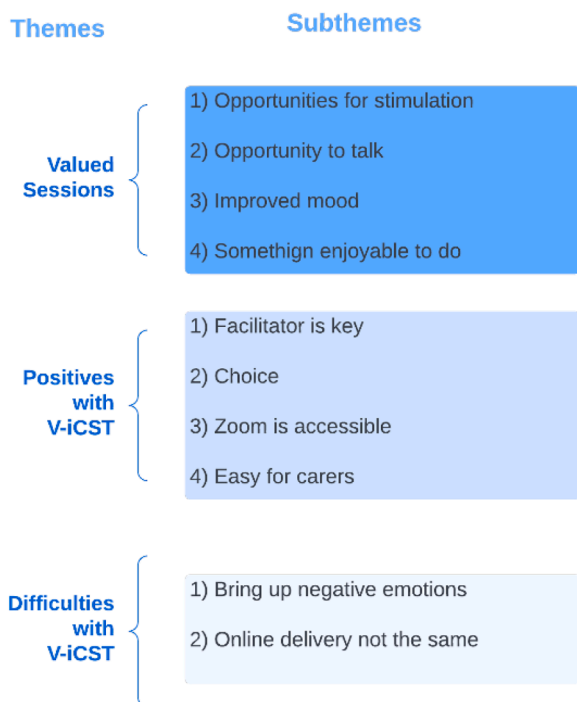 Themes
Subthemes
Valued
Sessions
1) Opportunities for stimulation
2) Opportunity to talk
3) Improved mood
4) Somethign enjoyable to do
Positives
with
V-iCST
1) Facilitator is key
2) Choice
3) Zoom is accessible
4) Easy for carers
Difficulties
with
V-iCST
1) Bring up negative emotions
2) Online delivery not the same